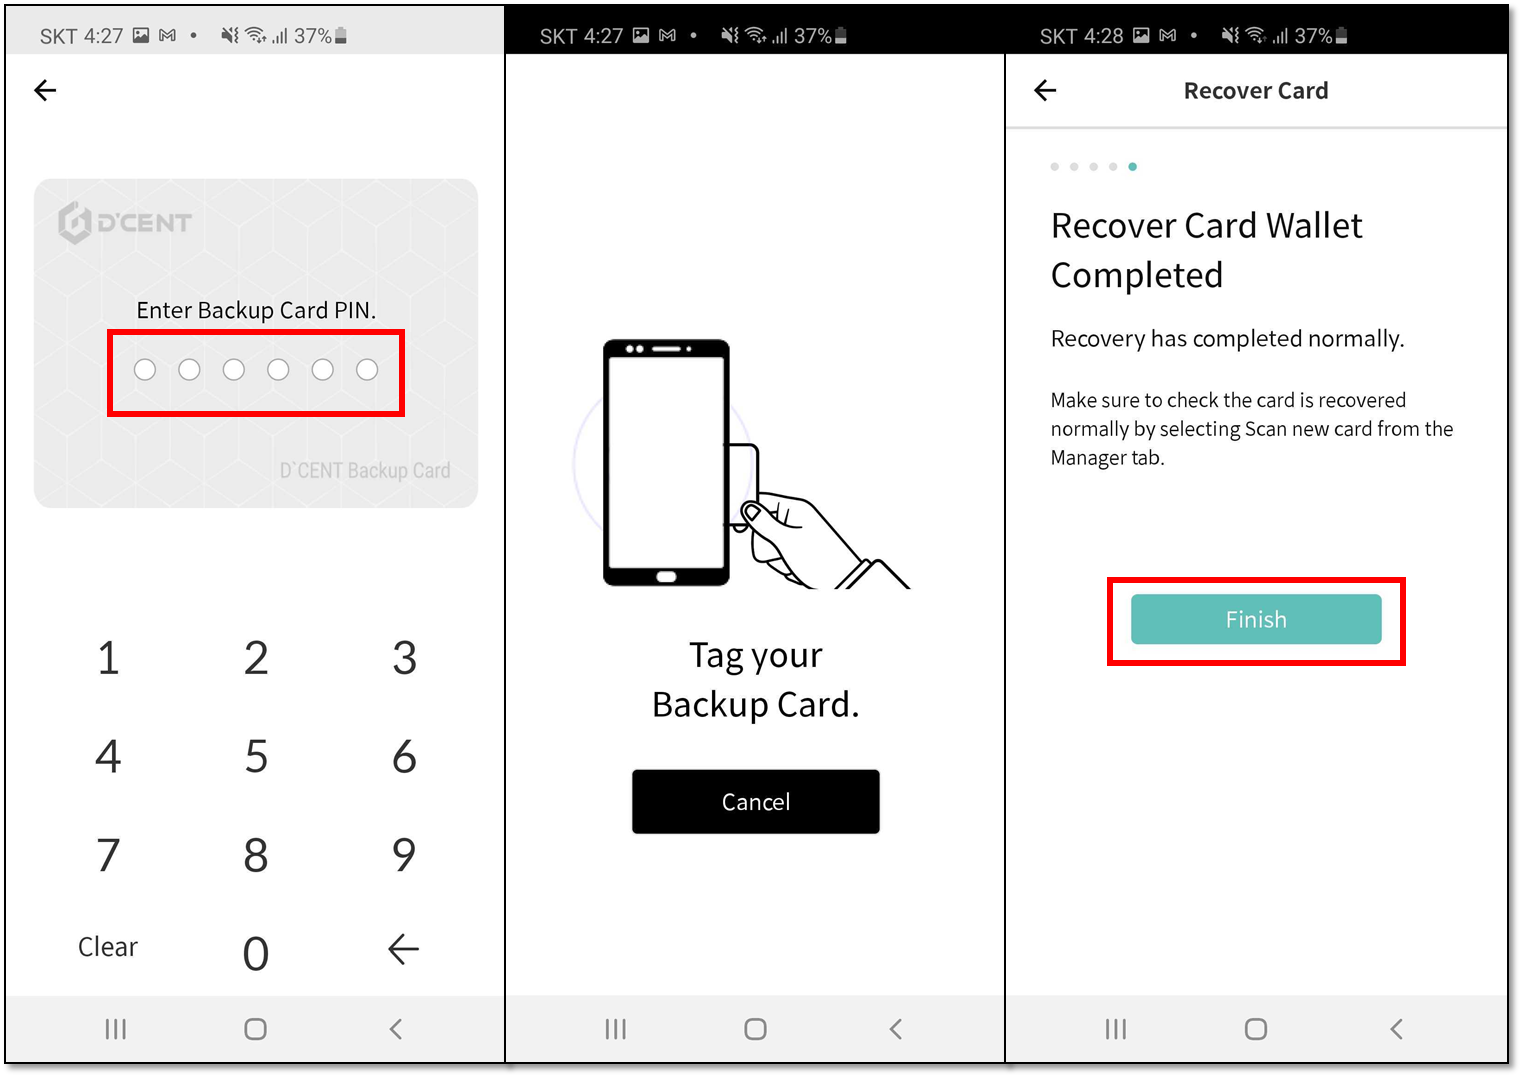 SKT 4:27 37%
D'CENT
Enter Backup Card PIN.
D`CENT Backup Card
1 2 3
4 5 6
7 8 9
Clear 0
SKT 4:27 37%
Tag your
Backup Card.
Cancel
SKT 4:28 37%
Recover Card
Recover Card Wallet
Completed
Recovery has completed normally.
Make sure to check the card is recovered
normally by selecting Scan new card from the
Manager tab.
Finish